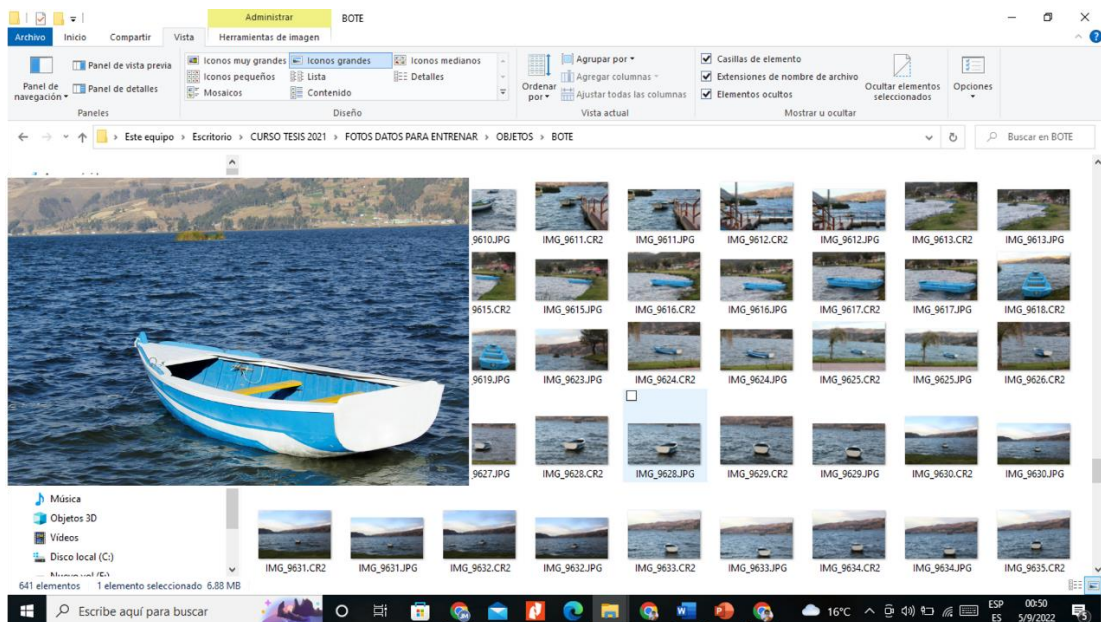 Administrar
BOTE
Archivo Inicio Compartir Vista Herramientas de imagen
Panel de navegación
Panel de vista previa
Panel de detalles
Paneles
Iconos muy grandes Iconos grandes Iconos medianos
Iconos pequeños Lista Detalles
Mosaicos Contenido
Diseño
Ordenar por
Agrupar por
Agregar columnas
Ajustar todas las columnas
Vista actual
Casillas de elemento
Extensiones de nombre de archivo
Elementos ocultos
Ocultar elementos seleccionados
Mostrar u ocultar
Opciones
Este equipo > Escritorio > CURSO TESIS 2021 > FOTOS DATOS PARA ENTRENAR > OBJETOS > BOTE
Buscar en BOTE
_9610.JPG IMG_9611.CR2 IMG_9611.JPG IMG_9612.CR2 IMG_9612.JPG IMG_9613.CR2 IMG_9613.JPG
9615.CR2 IMG_9615.JPG IMG_9616.CR2 IMG_9616.JPG IMG_9617.CR2 IMG_9617.JPG IMG_9618.CR2
_9619.JPG IMG_9623.JPG IMG_9624.CR2 IMG_9624.JPG IMG_9625.CR2 IMG_9625.JPG IMG_9626.CR2
_9627.JPG IMG_9628.CR2 IMG_9628.JPG IMG_9629.CR2 IMG_9629.JPG IMG_9630.CR2 IMG_9630.JPG
Música
Objetos 3D
Vídeos
Disco local (C:)
IMG_9631.CR2 IMG_9631.JPG IMG_9632.CR2 IMG_9632.JPG IMG_9633.CR2 IMG_9633.JPG IMG_9634.CR2 IMG_9634.JPG IMG_9635.CR2
641 elementos 1 elemento seleccionado 6.88 MB
Escribe aquí para buscar
16°C
ESP
ES
00:50
5/9/2022